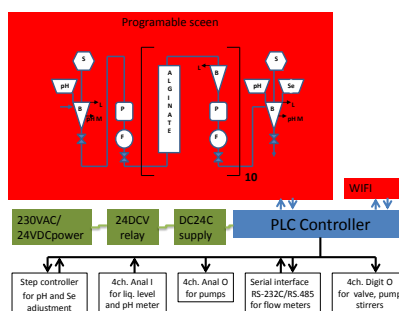 Programable sceen
S
S
pH
A
L
G
I
N
A
T
E
B
L
pH
Se
B
L
pH M
B
L
pH M
P
P
F
F
10
WIFI
230VAC/
24VDCpower
24DCV
relay
DC24C
supply
PLC Controller
Step controller
for pH and Se
adjustment
4ch. Anal I
for liq. level
and pH meter
4ch. Anal O
for pumps
Serial interface
RS-232C/RS.485
for flow meters
4ch. Digit O
for valve, pump
stirrers